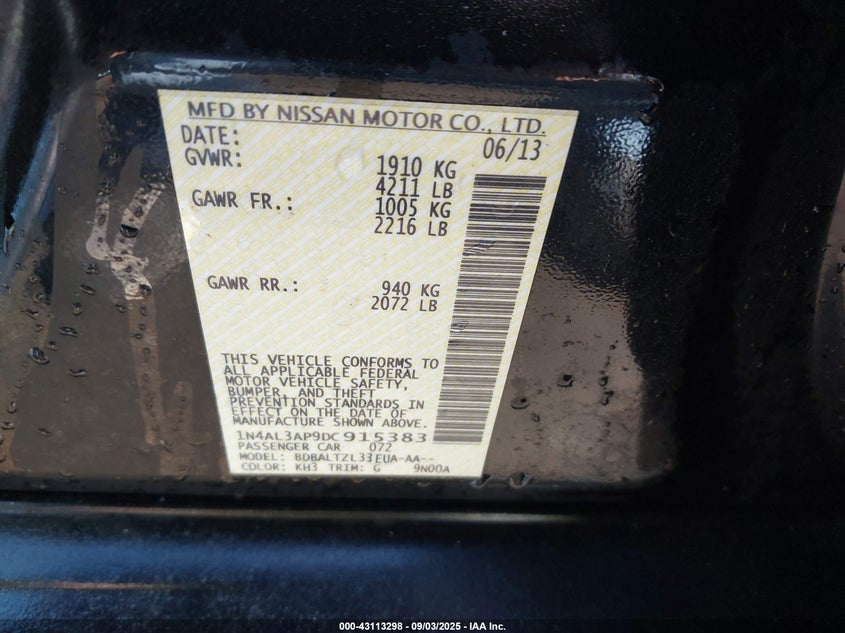 MFD BY NISSAN MOTOR CO., LTD.
DATE: 06/13
GVWR: 1910 KG
4211 LB
GAWR FR.: 1005 KG
2216 LB
GAWR RR.: 940 KG
2072 LB
THIS VEHICLE CONFORMS TO
ALL APPLICABLE FEDERAL
MOTOR VEHICLE SAFETY,
BUMPER, AND THEFT
PREVENTION STANDARDS IN
EFFECT ON THE DATE OF
MANUFACTURE SHOWN ABOVE.
1N4AL3AP9DC915383
PASSENGER CAR 072
MODEL: BDBALTZL33EUA-AA--
COLOR: KH3 TRIM: G 9N00A
000-43113298 - 09/03/2025 - IAA Inc.